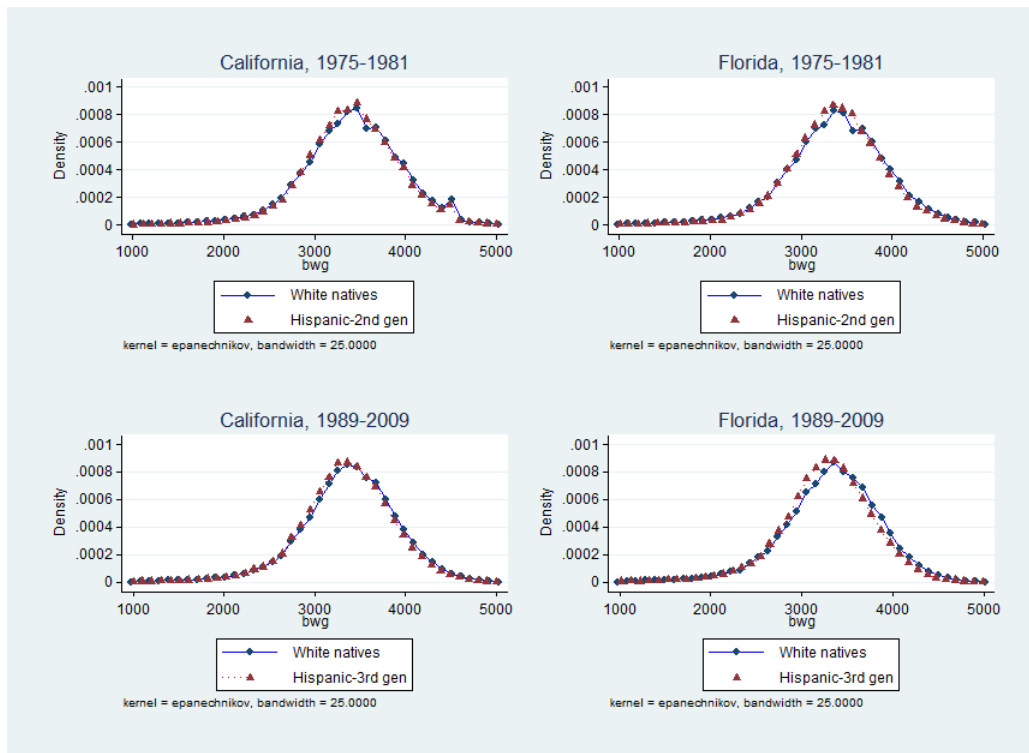 California, 1975-1981
.001
.0008
.0006
.0004
.0002
0
Density
1000 2000 3000 4000 5000
bwg
White natives
Hispanic-2nd gen
kernel = epanechnikov, bandwidth = 25.0000
Florida, 1975-1981
.001
.0008
.0006
.0004
.0002
0
Density
1000 2000 3000 4000 5000
bwg
White natives
Hispanic-2nd gen
kernel = epanechnikov, bandwidth = 25.0000
California, 1989-2009
.001
.0008
.0006
.0004
.0002
0
Density
1000 2000 3000 4000 5000
bwg
White natives
Hispanic-3rd gen
kernel = epanechnikov, bandwidth = 25.0000
Florida, 1989-2009
.001
.0008
.0006
.0004
.0002
0
Density
1000 2000 3000 4000 5000
bwg
White natives
Hispanic-3rd gen
kernel = epanechnikov, bandwidth = 25.0000